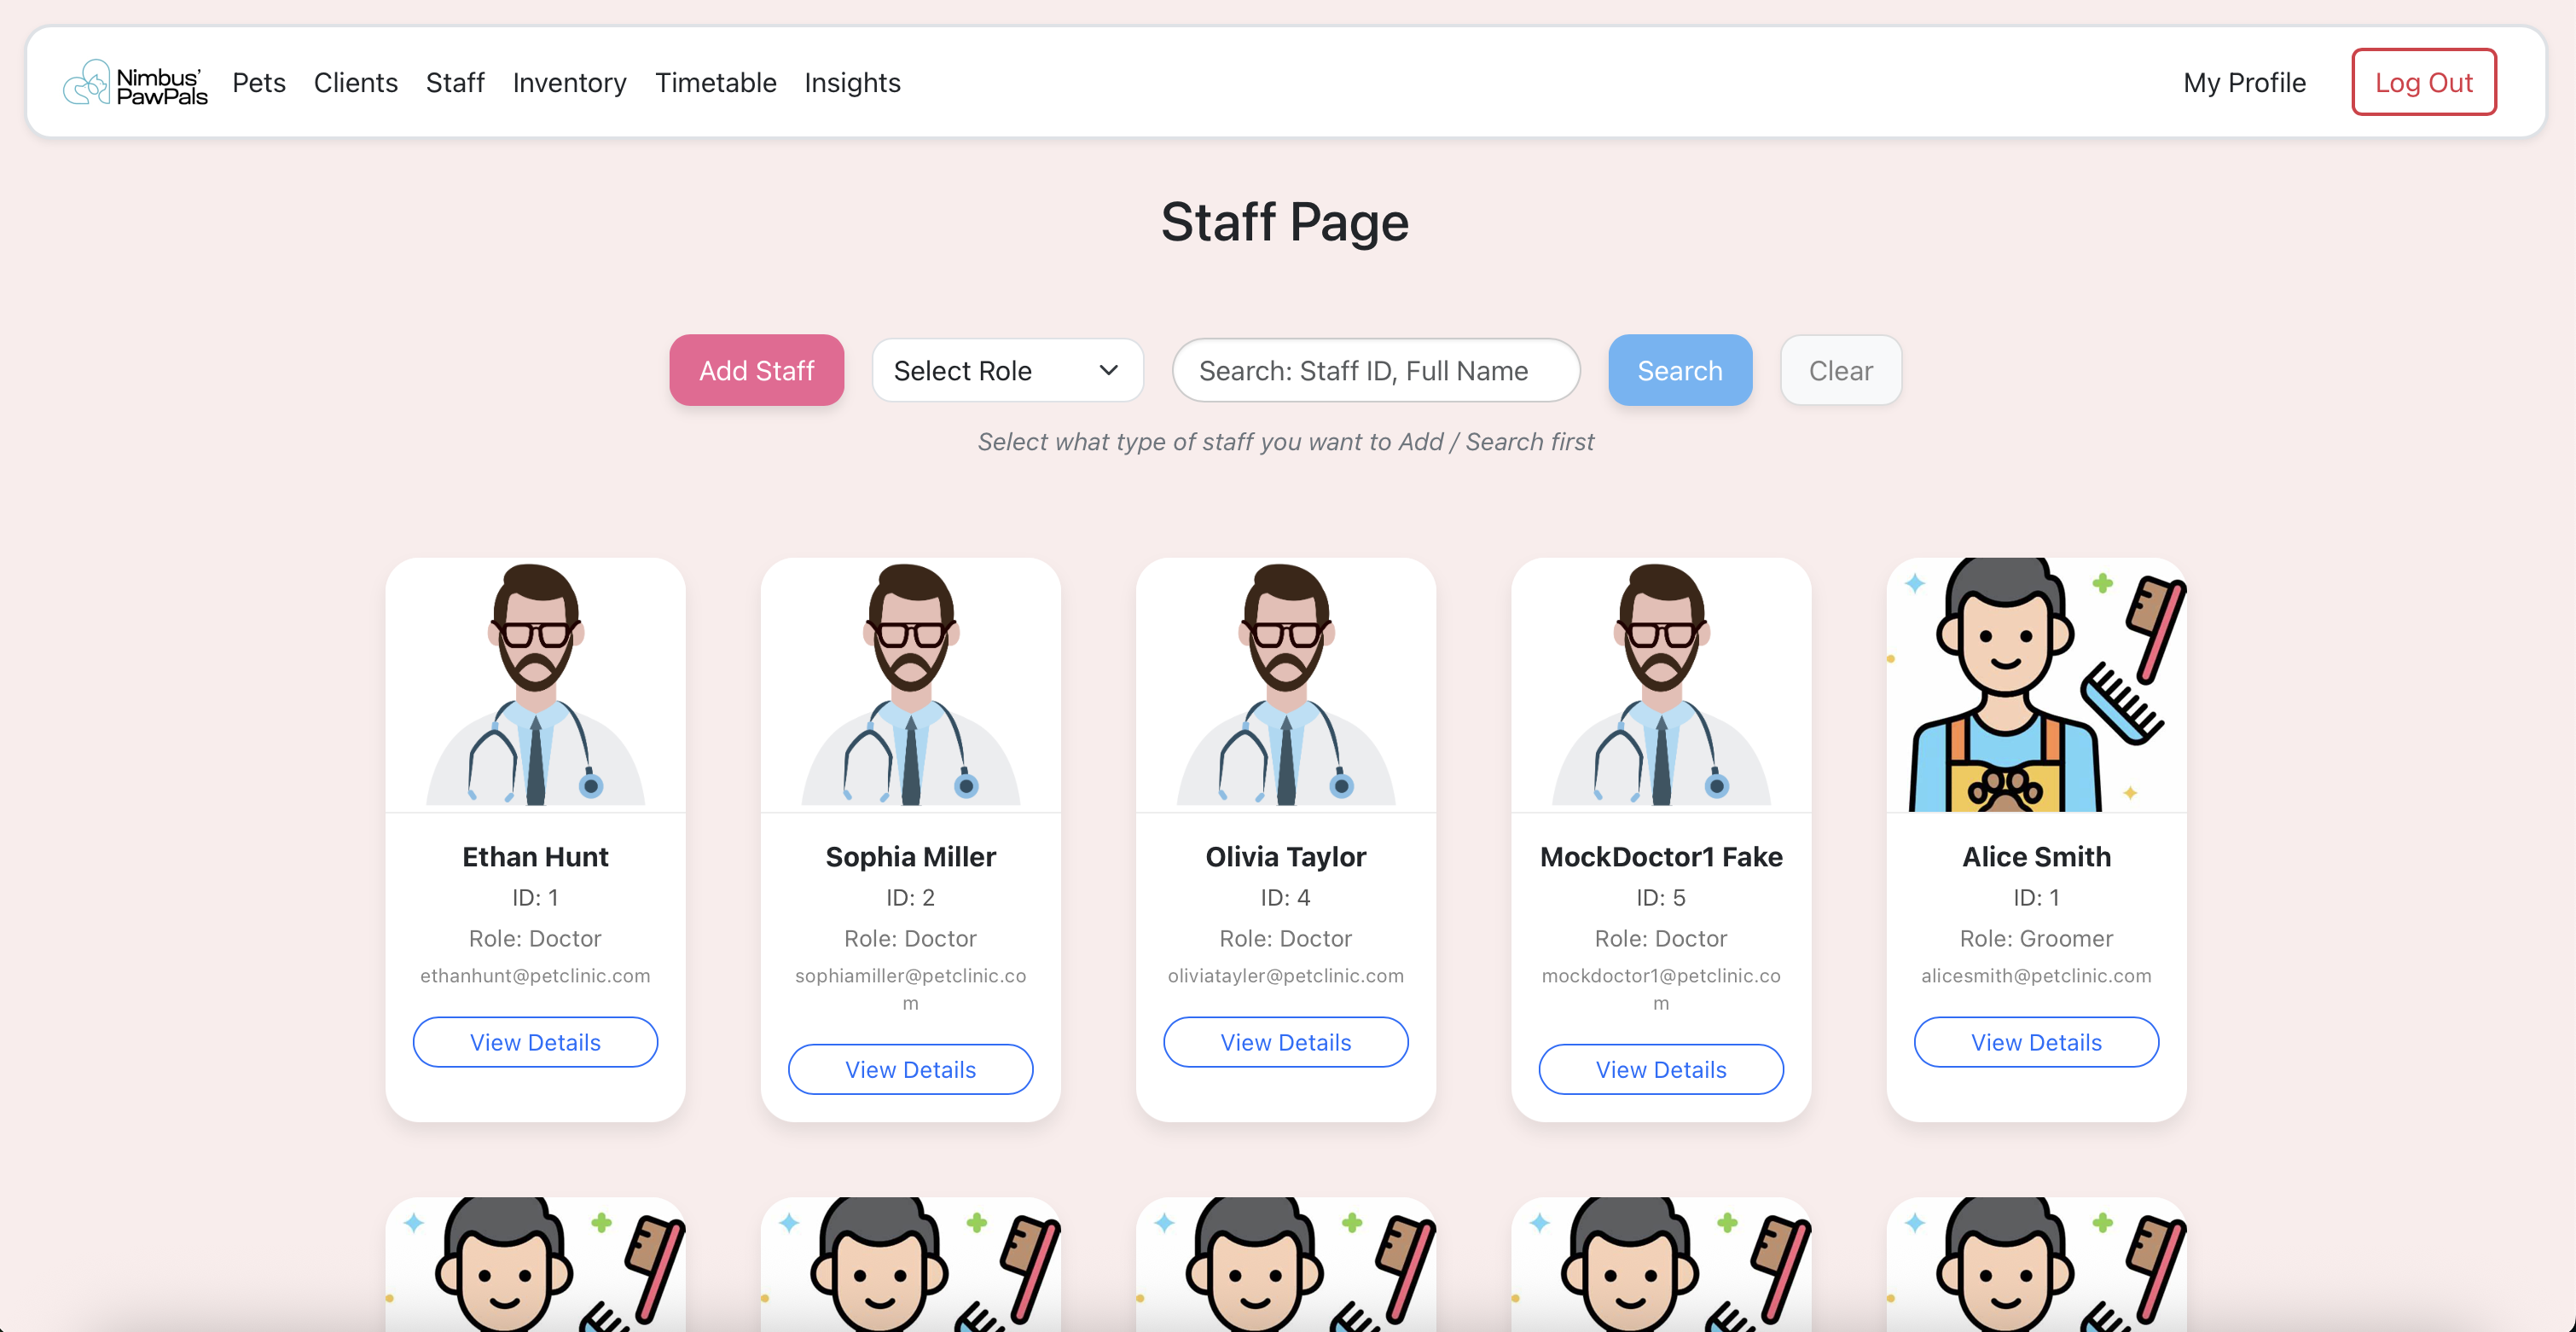 Nimbus'
PawPals
Pets Clients Staff Inventory Timetable Insights My Profile Log Out
Staff Page
Add Staff Select Role Search: Staff ID, Full Name Search Clear
Select what type of staff you want to Add / Search first
Ethan Hunt
ID: 1
Role: Doctor
ethanhunt@petclinic.com
View Details
Sophia Miller
ID: 2
Role: Doctor
sophiamiller@petclinic.co
m
View Details
Olivia Taylor
ID: 4
Role: Doctor
oliviatayler@petclinic.com
View Details
MockDoctor1 Fake
ID: 5
Role: Doctor
mockdoctor1@petclinic.co
m
View Details
Alice Smith
ID: 1
Role: Groomer
alicesmith@petclinic.com
View Details